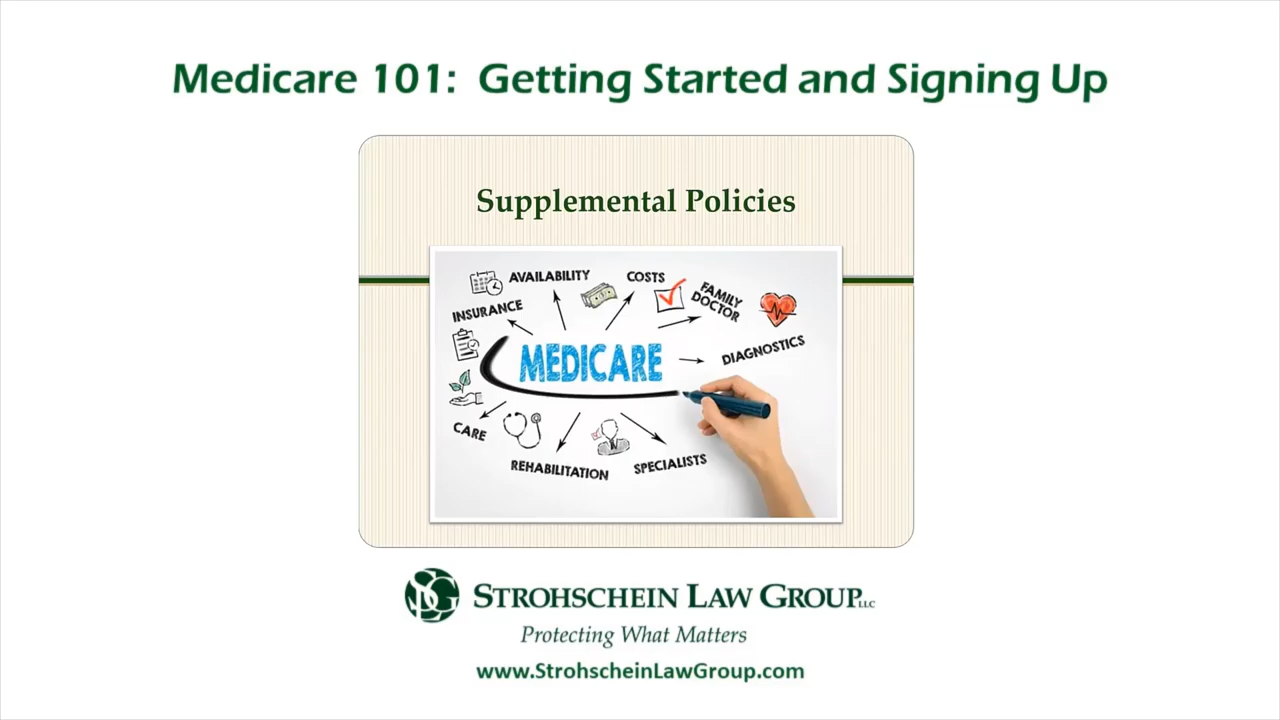 Medicare 101:  Getting Started and Signing Up
Supplemental Policies
AVAILABILITY
COSTS
FAMILY
DOCTOR
INSURANCE
DIAGNOSTICS
MEDICARE
CARE
REHABILITATION
SPECIALISTS
STROHSCHEIN LAW GROUP LLC
Protecting What Matters
www.StrohscheinLawGroup.com